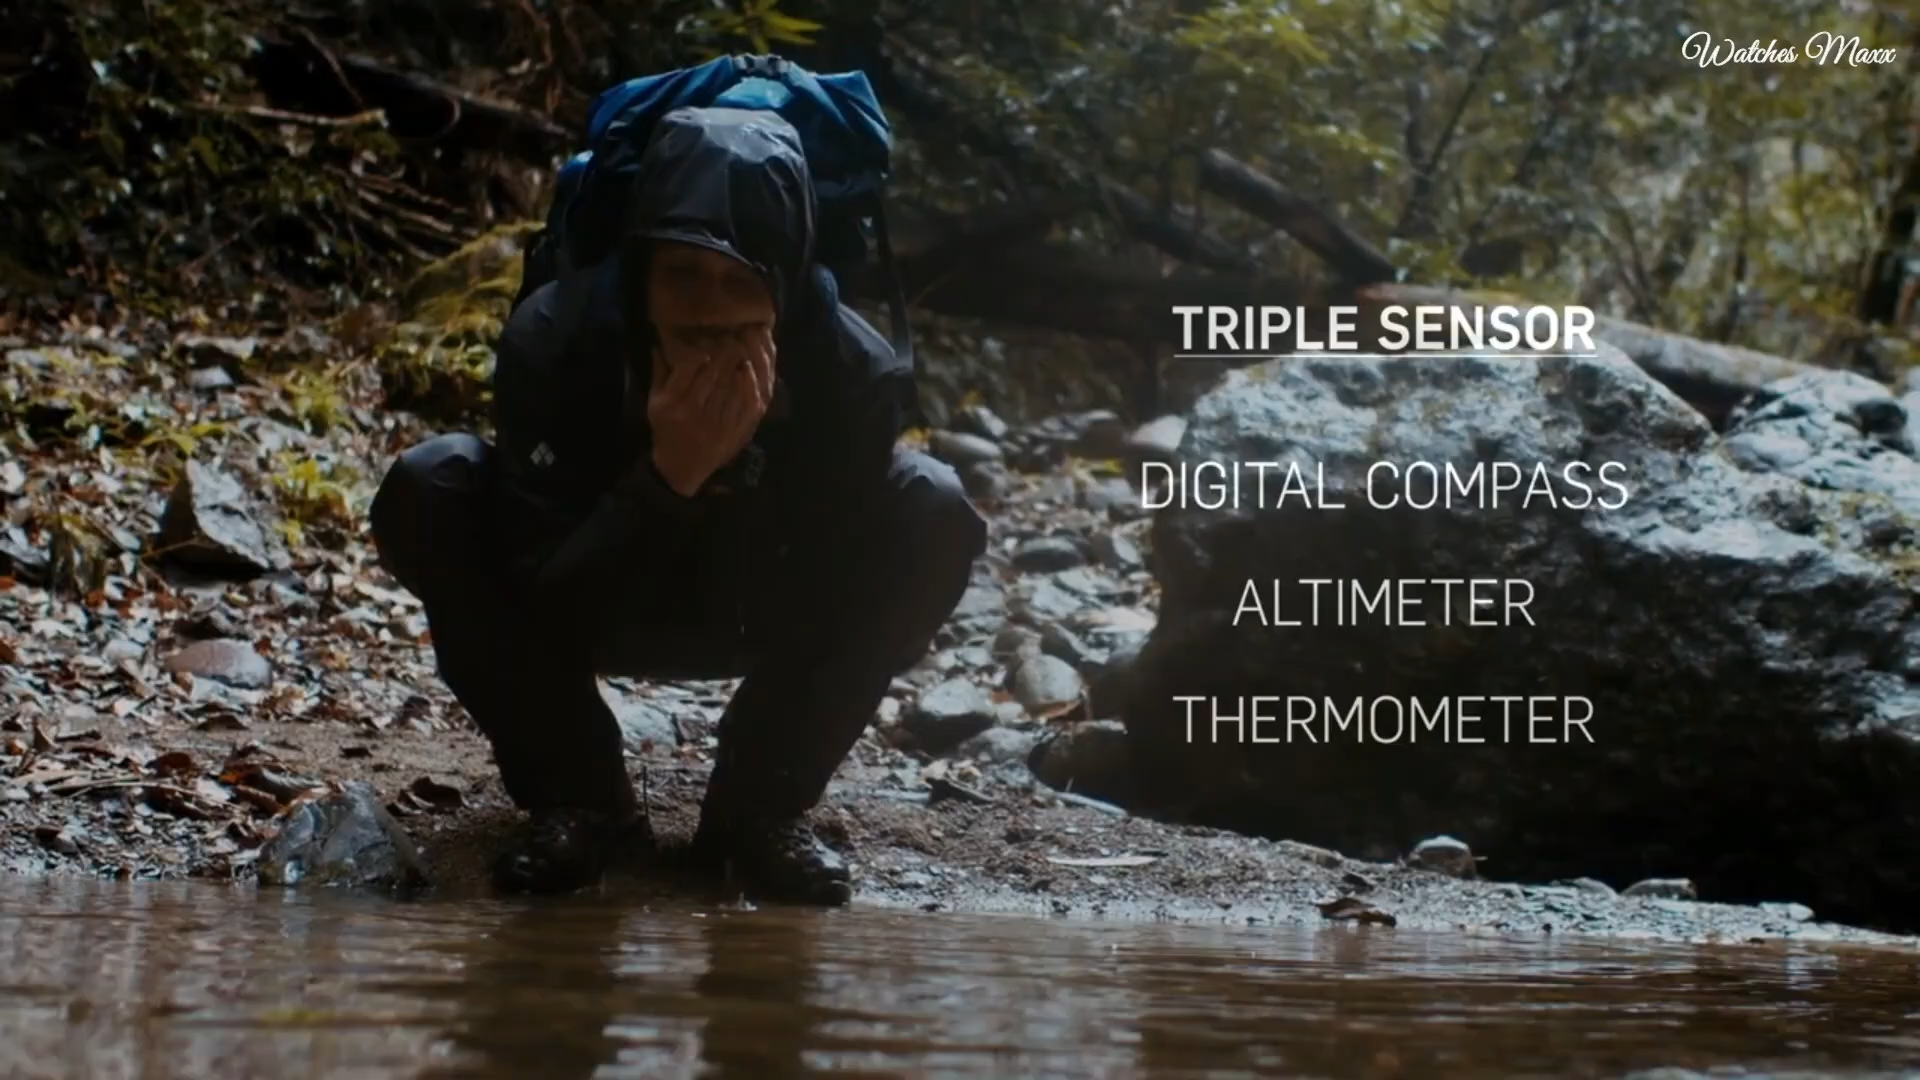 Watches Maxx
TRIPLE SENSOR
DIGITAL COMPASS
ALTIMETER
THERMOMETER